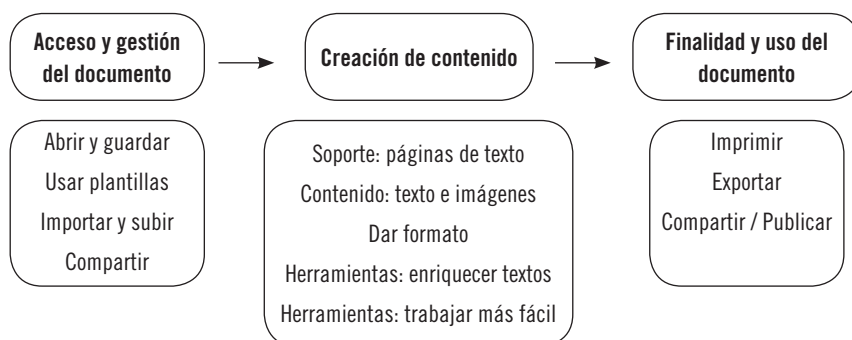 Acceso y gestión
del documento
Creación de contenido
Finalidad y uso del
documento
Abrir y guardar
Usar plantillas
Importar y subir
Compartir
Soporte: páginas de texto
Contenido: texto e imágenes
Dar formato
Herramientas: enriquecer textos
Herramientas: trabajar más fácil
Imprimir
Exportar
Compartir / Publicar